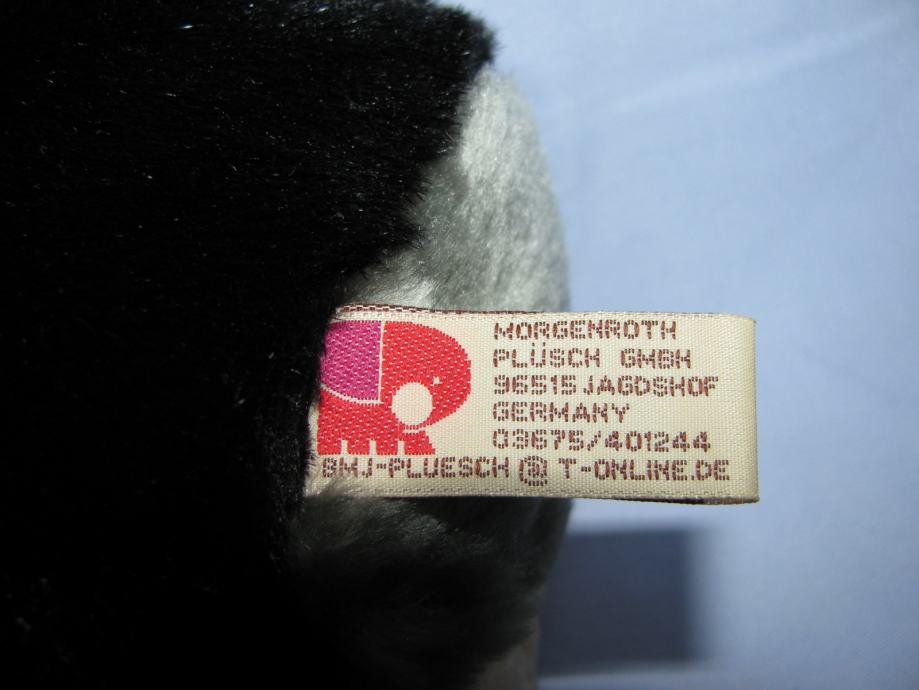 MORGENROTH
PLÜSCH GMBH
96515 JAGDSHOF
GERMANY
03675/401244
BMJ-PLUESCH @ T-ONLINE.DE